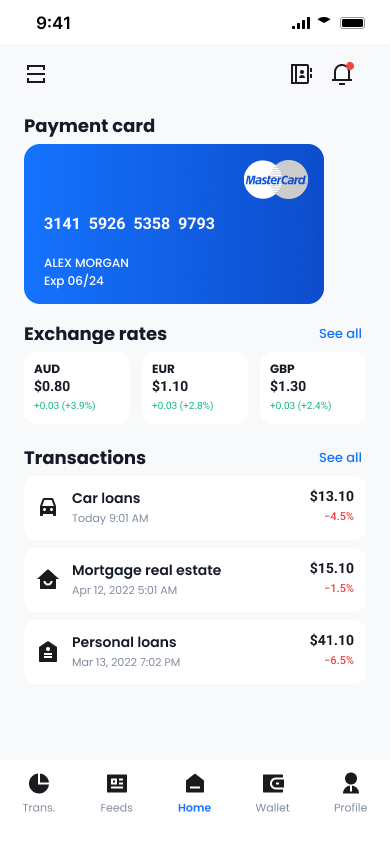 9:41
Payment card
MasterCard
3141 5926 5358 9793
ALEX MORGAN
Exp 06/24
Exchange rates See all
AUD EUR GBP
$0.80 $1.10 $1.30
+0.03 (+3.9%) +0.03 (+2.8%) +0.03 (+2.4%)
Transactions See all
Car loans $13.10
Today 9:01 AM -4.5%
Mortgage real estate $15.10
Apr 12, 2022 5:01 AM -1.5%
Personal loans $41.10
Mar 13, 2022 7:02 PM -6.5%
Trans. Feeds Home Wallet Profile